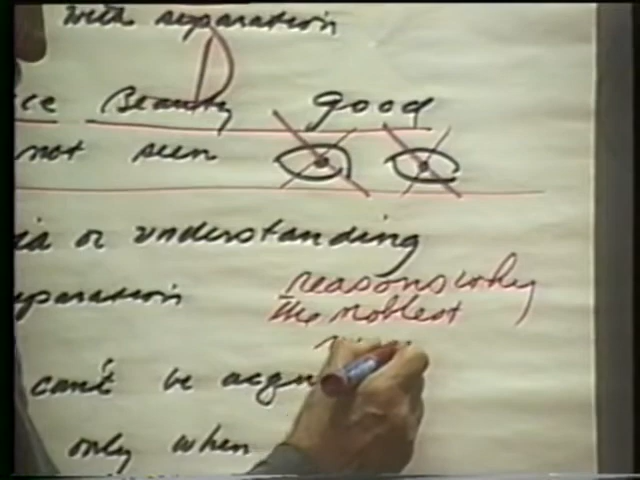 with separation
ce Beauty good
not seen
ia or understanding
eparation
reasons why
the noblest
can't be acqu
only when